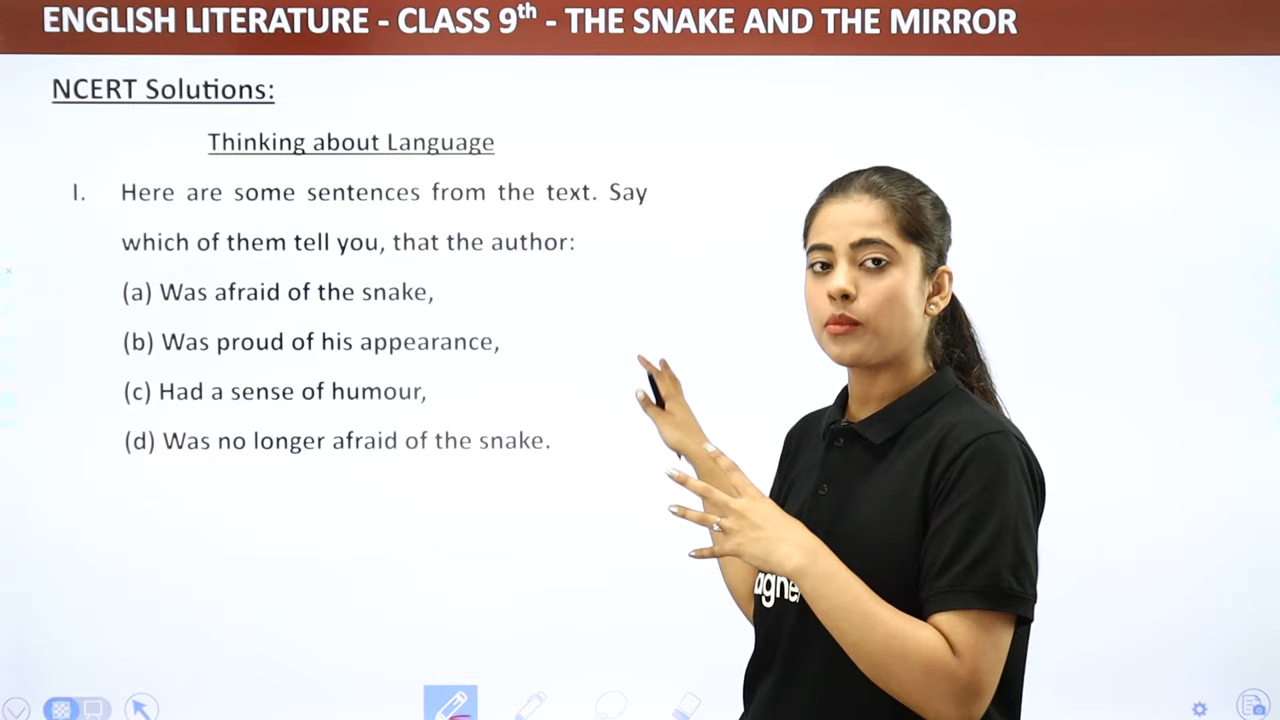 ENGLISH LITERATURE - CLASS 9th - THE SNAKE AND THE MIRROR
NCERT Solutions:
Thinking about Language
I. Here are some sentences from the text. Say
which of them tell you, that the author:
(a) Was afraid of the snake,
(b) Was proud of his appearance,
(c) Had a sense of humour,
(d) Was no longer afraid of the snake.